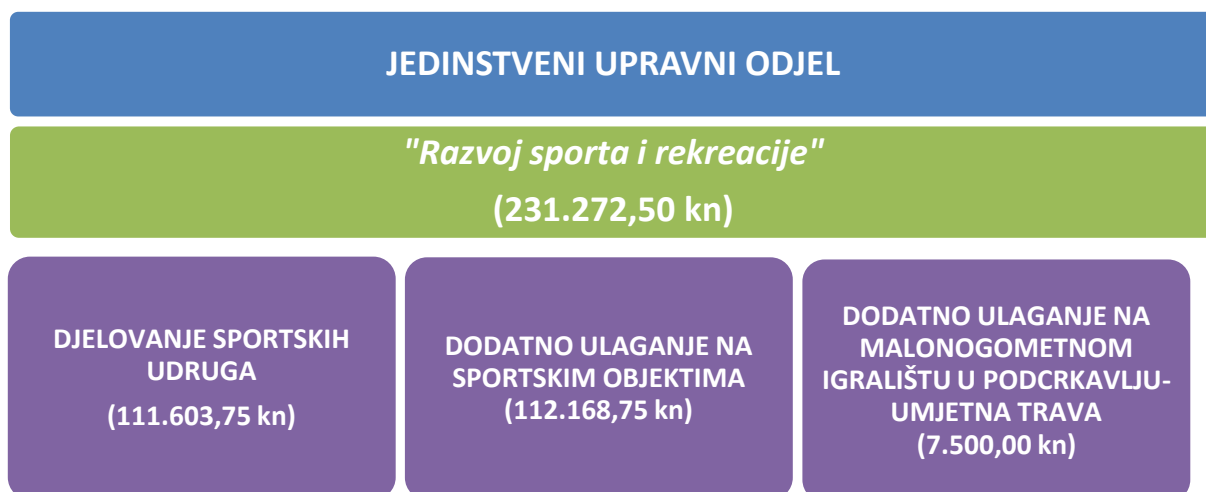 JEDINSTVENI UPRAVNI ODJEL
"Razvoj sporta i rekreacije"
(231.272,50 kn)
DJELOVANJE SPORTSKIH
UDRUGA
(111.603,75 kn)
DODATNO ULAGANJE NA
SPORTSKIM OBJEKTIMA
(112.168,75 kn)
DODATNO ULAGANJE NA
MALONOGOMETNOM
IGRALIŠTU U PODCRKAVLJU-
UMJETNA TRAVA
(7.500,00 kn)